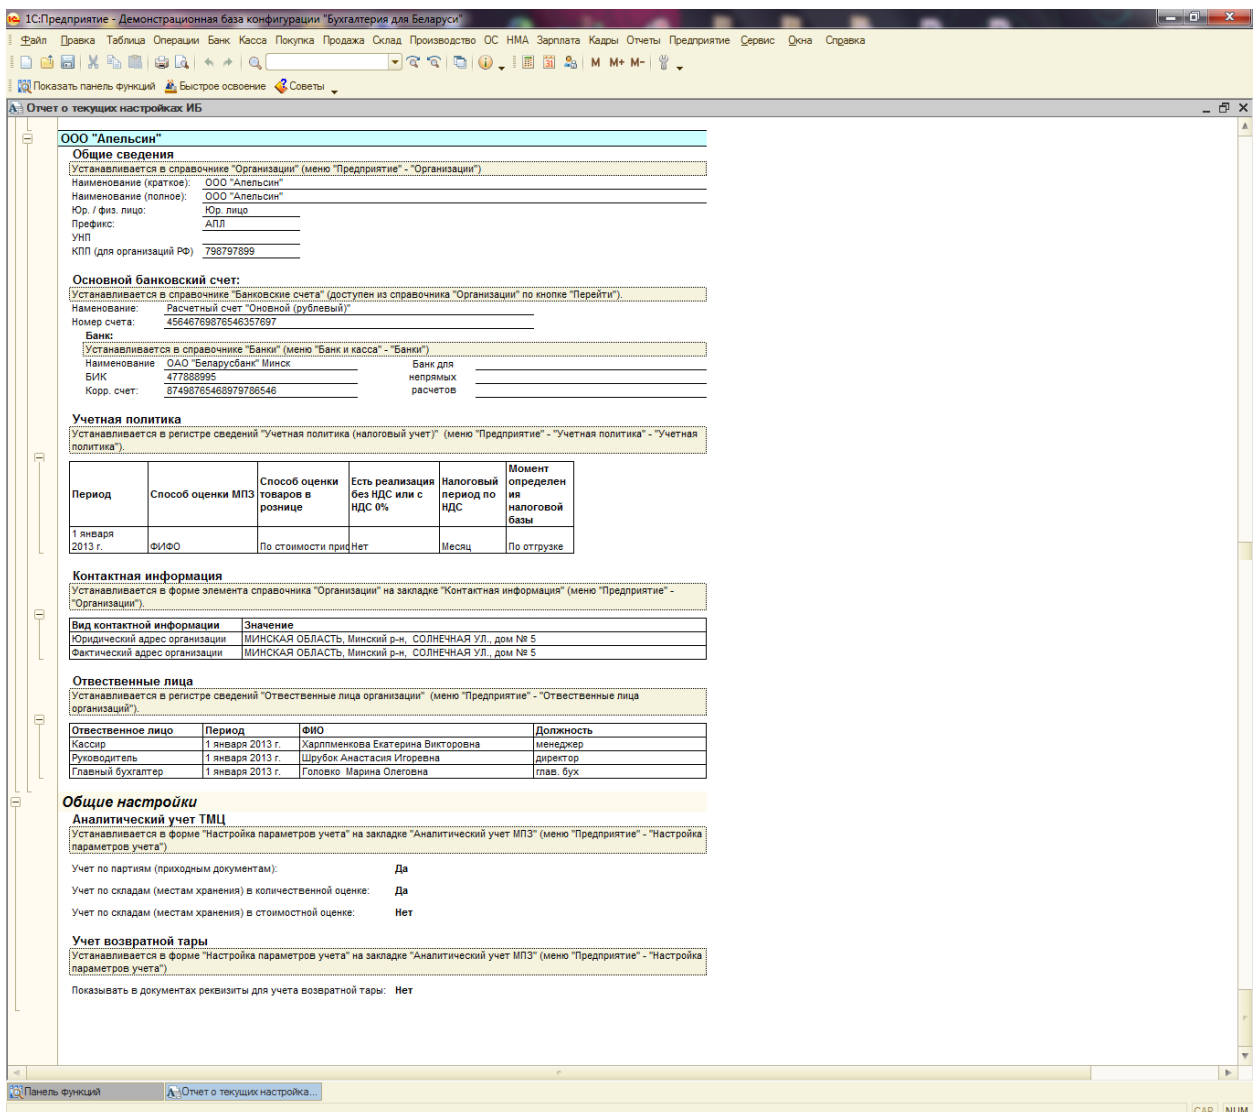 1С:Предприятие - Демонстрационная база конфигурации "Бухгалтерия для Беларуси"
Файл Правка Таблица Операции Банк Касса Покупка Продажа Склад Производство ОС НМА Зарплата Кадры Отчеты Предприятие Сервис Окна Справка
M M+ M-
Показать панель функций Быстрое освоение Советы
Отчет о текущих настройках ИБ
ООО "Апельсин"
Общие сведения
Устанавливается в справочнике "Организации" (меню "Предприятие" - "Организации")
Наименование (краткое): ООО "Апельсин"
Наименование (полное): ООО "Апельсин"
Юр. / физ. лицо: Юр. лицо
Префикс: АПЛ
УНП
КПП (для организаций РФ) 798797899
Основной банковский счет:
Устанавливается в справочнике "Банковские счета" (доступен из справочника "Организации" по кнопке "Перейти").
Наменование: Расчетный счет "Оновной (рублевый)"
Номер счета: 45646769876546357697
Банк:
Устанавливается в справочнике "Банки" (меню "Банк и касса" - "Банки")
Наименование ОАО "Беларусбанк" Минск Банк для
БИК 477888995 непрямых
Корр. счет: 87498765468979786546 расчетов
Учетная политика
Устанавливается в регистре сведений "Учетная политика (налоговый учет)" (меню "Предприятие" - "Учетная политика" - "Учетная
политика").
Период Способ оценки МПЗ Способ оценки товаров в рознице Есть реализация без НДС или с НДС 0% Налоговый период по НДС Момент определен ия налоговой базы
1 января
2013 г. ФИФО По стоимости прио Нет Месяц По отгрузке
Контактная информация
Устанавливается в форме элемента справочника "Организации" на закладке "Контактная информация" (меню "Предприятие" -
"Организации").
Вид контактной информации Значение
Юридический адрес организации МИНСКАЯ ОБЛАСТЬ, Минский р-н, СОЛНЕЧНАЯ УЛ., дом № 5
Фактический адрес организации МИНСКАЯ ОБЛАСТЬ, Минский р-н, СОЛНЕЧНАЯ УЛ., дом № 5
Отвественные лица
Устанавливается в регистре сведений "Отвественные лица организации" (меню "Предприятие" - "Отвественные лица
организаций").
Отвественное лицо Период ФИО Должность
Кассир 1 января 2013 г. Харлпменкова Екатерина Викторовна менеджер
Руководитель 1 января 2013 г. Шрубок Анастасия Игоревна директор
Главный бухгалтер 1 января 2013 г. Головко Марина Олеговна глав. бух
Общие настройки
Аналитический учет ТМЦ
Устанавливается в форме "Настройка параметров учета" на закладке "Аналитический учет МПЗ" (меню "Предприятие" - "Настройка
параметров учета")
Учет по партиям (приходным документам): Да
Учет по складам (местам хранения) в количественной оценке: Да
Учет по складам (местам хранения) в стоимостной оценке: Нет
Учет возвратной тары
Устанавливается в форме "Настройка параметров учета" на закладке "Аналитический учет МПЗ" (меню "Предприятие" - "Настройка
параметров учета")
Показывать в документах реквизиты для учета возвратной тары: Нет
Панель функций Отчет о текущих настройка...
CAP NUM